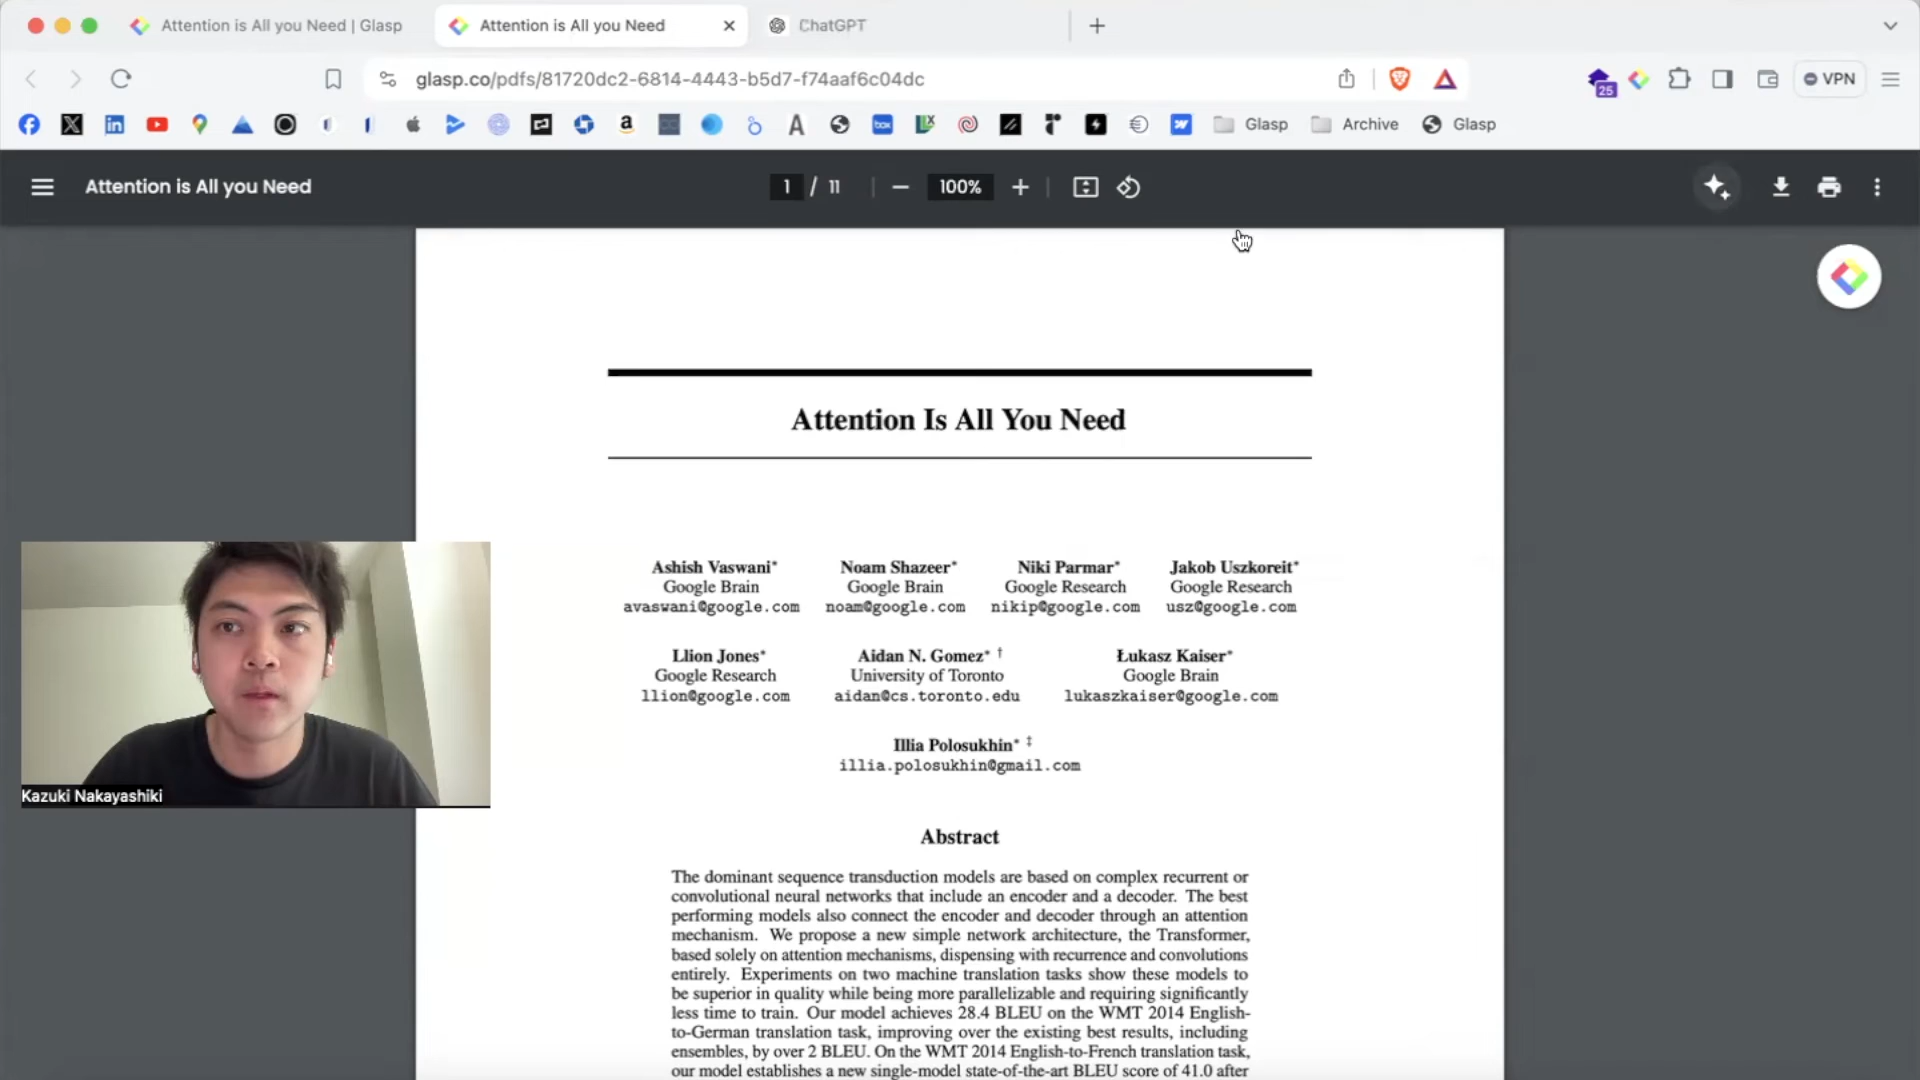 Attention is All you Need | Glasp
Attention is All you Need
ChatGPT
glasp.co/pdfs/81720dc2-6814-4443-b5d7-f74aaf6c04dc
25
VPN
Glasp
Archive
Glasp
Attention is All you Need
1 / 11
100%
Attention Is All You Need
Ashish Vaswani* Noam Shazeer* Niki Parmar* Jakob Uszkoreit*
Google Brain Google Brain Google Research Google Research
avaswani@google.com noam@google.com nikip@google.com usz@google.com
Llion Jones* Aidan N. Gomez* † Łukasz Kaiser*
Google Research University of Toronto Google Brain
llion@google.com aidan@cs.toronto.edu lukaszkaiser@google.com
Illia Polosukhin* ‡
illia.polosukhin@gmail.com
Kazuki Nakayashiki
Abstract
The dominant sequence transduction models are based on complex recurrent or
convolutional neural networks that include an encoder and a decoder. The best
performing models also connect the encoder and decoder through an attention
mechanism. We propose a new simple network architecture, the Transformer,
based solely on attention mechanisms, dispensing with recurrence and convolutions
entirely. Experiments on two machine translation tasks show these models to
be superior in quality while being more parallelizable and requiring significantly
less time to train. Our model achieves 28.4 BLEU on the WMT 2014 English-
to-German translation task, improving over the existing best results, including
ensembles, by over 2 BLEU. On the WMT 2014 English-to-French translation task,
our model establishes a new single-model state-of-the-art BLEU score of 41.0 after